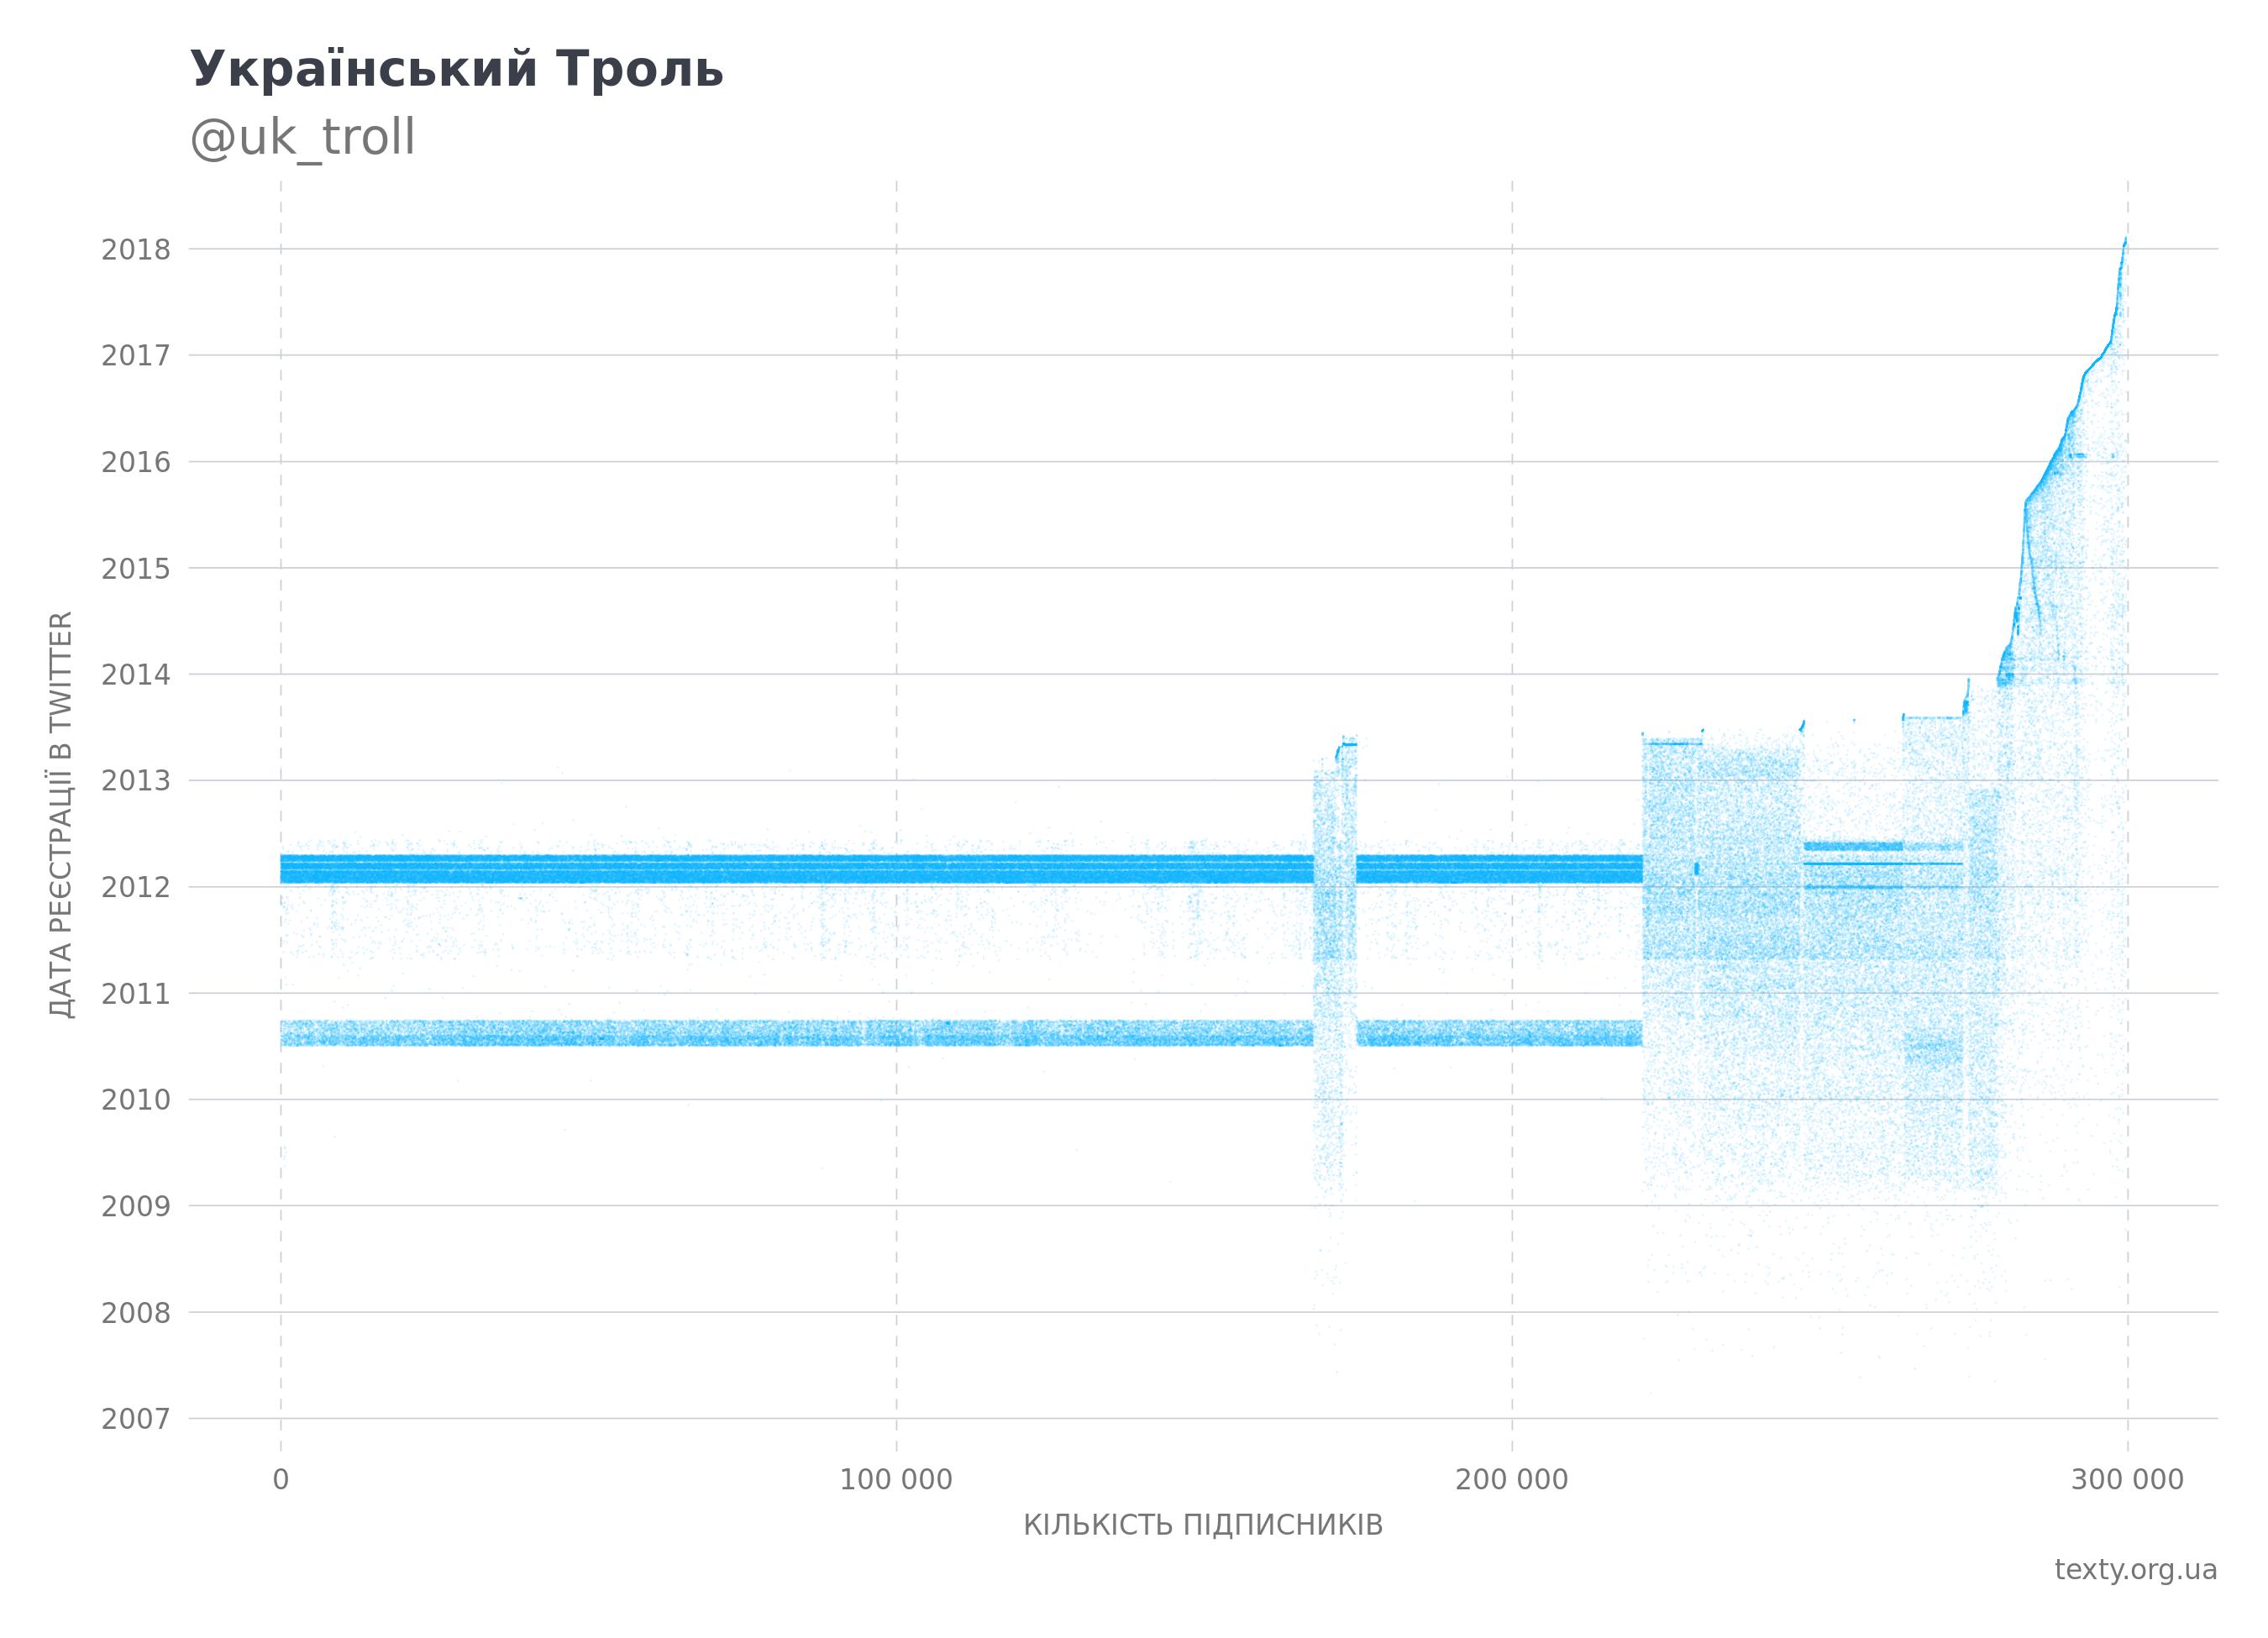 Український Троль
@uk_troll
2018
2017
2016
2015
2014
2013
2012
2011
2010
2009
2008
2007
ДАТА РЕЄСТРАЦІЇ В TWITTER
0 100 000 200 000 300 000
КІЛЬКІСТЬ ПІДПИСНИКІВ
texty.org.ua